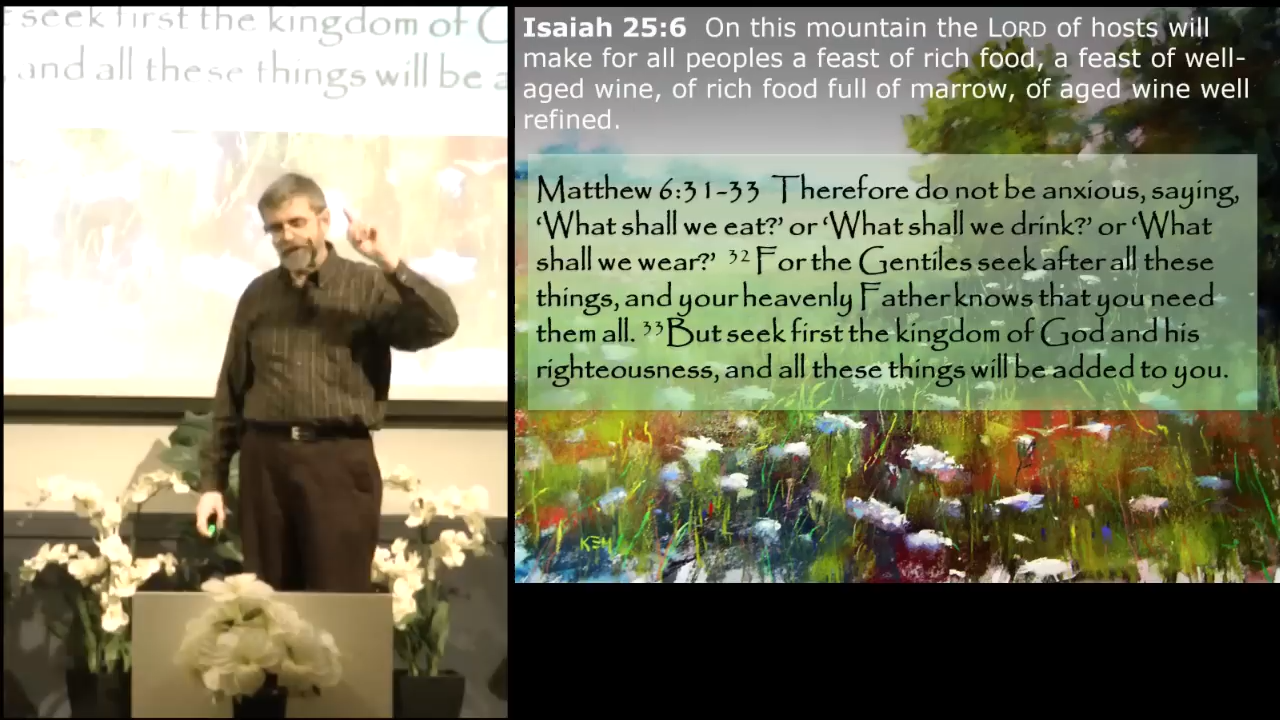 t seek first the kingdom of G
, and all these things will be a
Isaiah 25:6 On this mountain the LORD of hosts will
make for all peoples a feast of rich food, a feast of well-
aged wine, of rich food full of marrow, of aged wine well
refined.
Matthew 6:31-33 Therefore do not be anxious, saying,
‘What shall we eat?’ or ‘What shall we drink?’ or ‘What
shall we wear?’ 32 For the Gentiles seek after all these
things, and your heavenly Father knows that you need
them all. 33 But seek first the kingdom of God and his
righteousness, and all these things will be added to you.
KEM